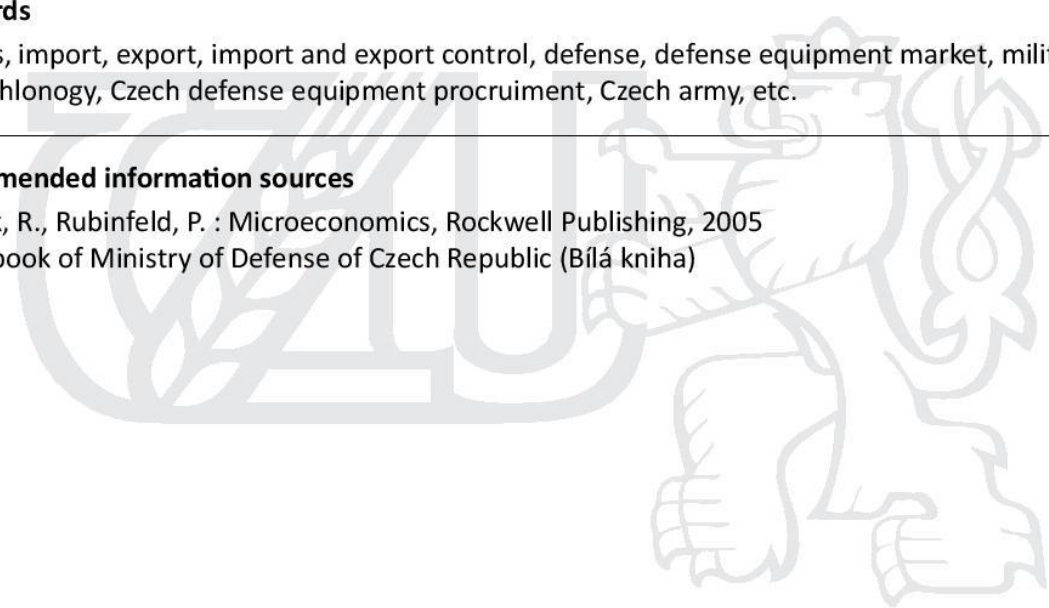 rds
s, import, export, import and export control, defense, defense equipment market, milit
hlonogy, Czech defense equipment procruiment, Czech army, etc.
mended information sources
, R., Rubinfeld, P. : Microeconomics, Rockwell Publishing, 2005
book of Ministry of Defense of Czech Republic (Bílá kniha)